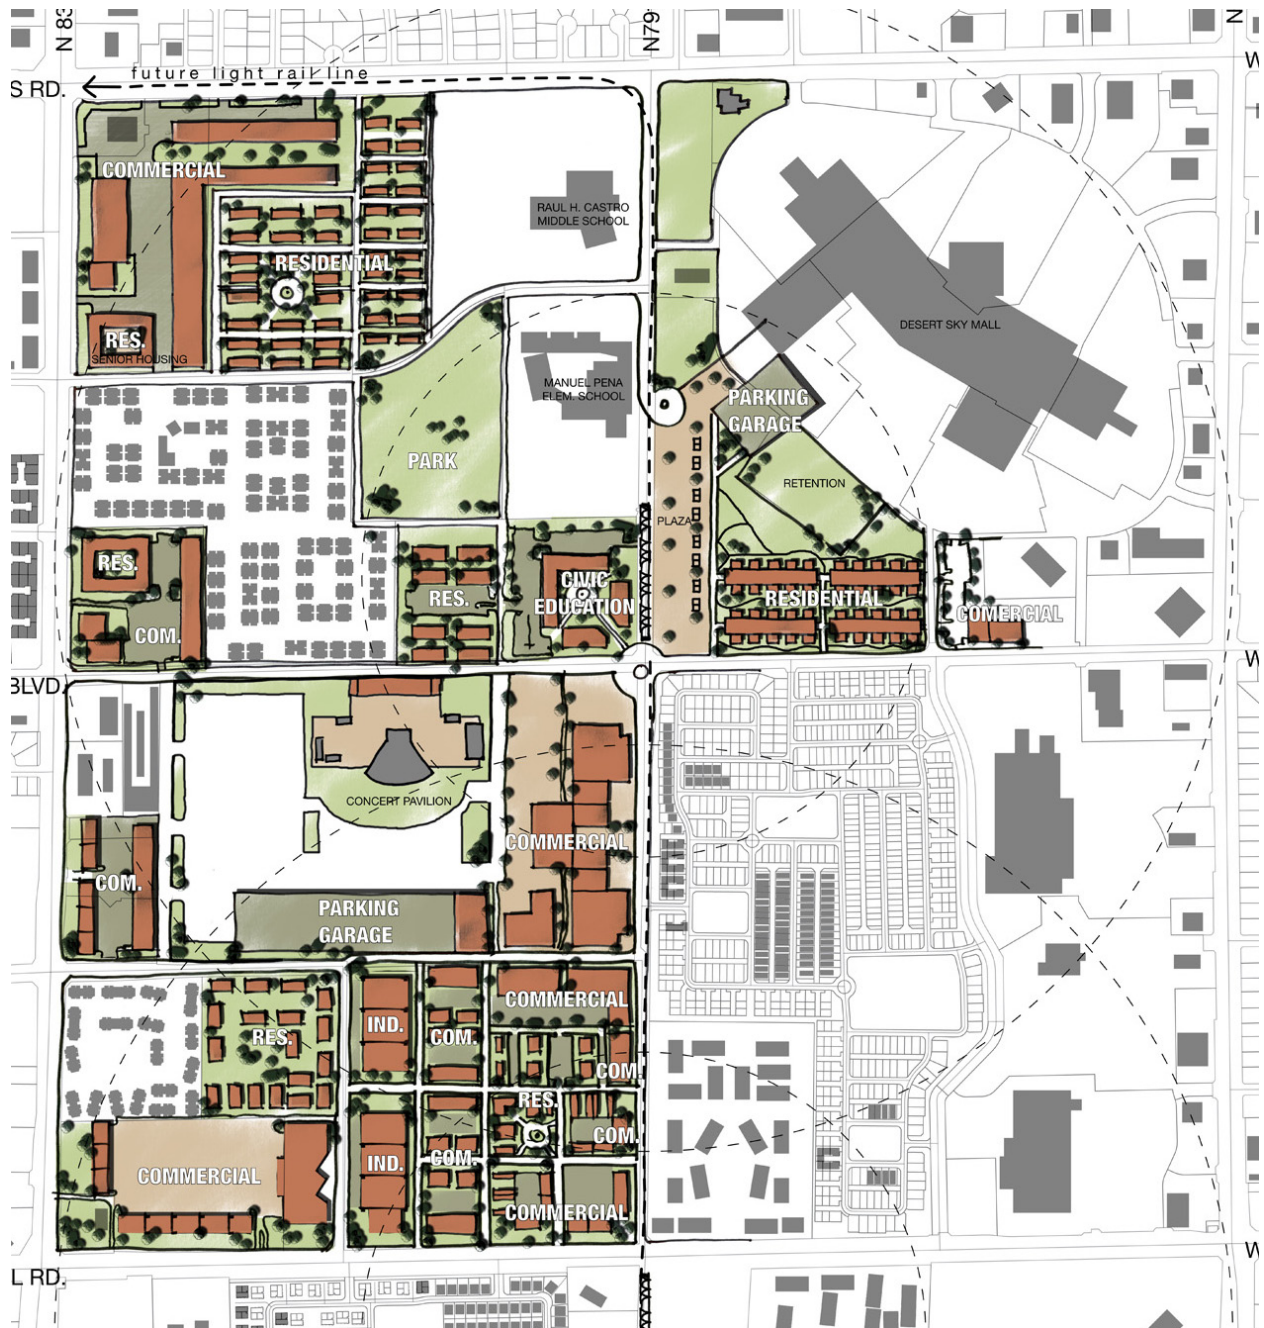 N 83
N79
N
W
future light rail line
S RD.
COMMERCIAL
RAUL H. CASTRO
MIDDLE SCHOOL
RESIDENTIAL
DESERT SKY MALL
RES.
SENIOR HOUSING
MANUEL PENA
ELEM. SCHOOL
PARKING
GARAGE
PARK
RETENTION
PLAZA
RES.
CIVIC
EDUCATION
RES.
RESIDENTIAL
COMERCIAL
COM.
W
BLVD
CONCERT PAVILION
COMMERCIAL
COM.
PARKING
GARAGE
COMMERCIAL
IND.
RES.
COM.
COM
RES.
COM.
IND.
COM.
COMMERCIAL
COMMERCIAL
W
L RD.